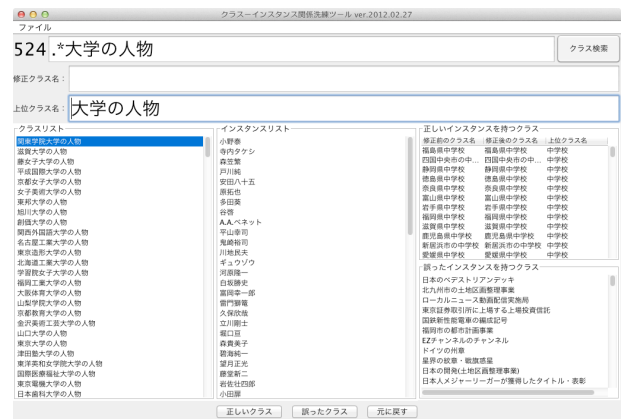 クラスーインスタンス関係洗練ツール ver.2012.02.27
ファイル
524 .*大学の人物 クラス検索
修正クラス名：
上位クラス名： 大学の人物
クラスリスト
関東学院大学の人物
滋賀大学の人物
藤女子大学の人物
平成国際大学の人物
京都女子大学の人物
女子美術大学の人物
東邦大学の人物
旭川大学の人物
創価大学の人物
関西外国語大学の人物
名古屋工業大学の人物
東京造形大学の人物
北海道工業大学の人物
学習院女子大学の人物
福岡工業大学の人物
大阪体育大学の人物
山梨学院大学の人物
京都教育大学の人物
金沢美術工芸大学の人物
山口大学の人物
東京大学の人物
津田塾大学の人物
東洋英和女学院大学の人物
国際医療福祉大学の人物
東京電機大学の人物
日本歯科大学の人物
インスタンスリスト
小野泰
寺内タケシ
森笠繁
戸川純
安田八十五
原拓也
多田葵
谷啓
A.A.ベネット
平山幸司
鬼崎裕司
川地民夫
ギュウゾウ
河原隆一
白坂勝史
冨岡幸一郎
雷門獅篭
久保欣哉
立川剛士
堀口亘
森貴美子
碧海純一
望月正光
藤堂新二
岩佐壮四郎
小田扉
正しいインスタンスを持つクラス
修正前のクラス名 修正後のクラス名 上位クラス名
福島県中学校 福島県中学校 中学校
四国中央市の中... 四国中央市の中... 中学校
静岡県中学校 静岡県中学校 中学校
徳島県中学校 徳島県中学校 中学校
奈良県中学校 奈良県中学校 中学校
富山県中学校 富山県中学校 中学校
岩手県中学校 岩手県中学校 中学校
福岡県中学校 福岡県中学校 中学校
滋賀県中学校 滋賀県中学校 中学校
鹿児島県中学校 鹿児島県中学校 中学校
新居浜市の中学校 新居浜市の中学校 中学校
愛媛県中学校 愛媛県中学校 中学校
誤ったインスタンスを持つクラス
日本のペデストリアンデッキ
北九州市の土地区画整理事業
ローカルニュース動画配信実施局
東京証券取引所に上場する上場投資信託
国鉄新性能電車の編成記号
福岡市の都市計画事業
EZチャンネルのチャンネル
ドイツの州章
星界の紋章・戦旗惑星
日本の開発(土地区画整理事業)
日本人メジャーリーガーが獲得したタイトル・表彰
正しいクラス 誤ったクラス 元に戻す